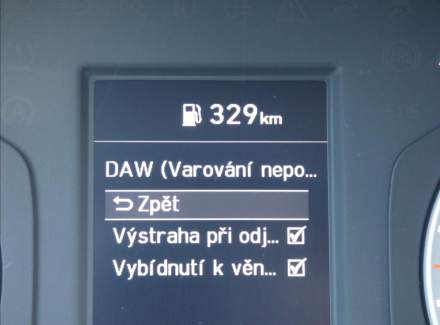 329km
DAW (Varování nepo...
Zpět
Výstraha při odj...
Vybídnutí k věn...